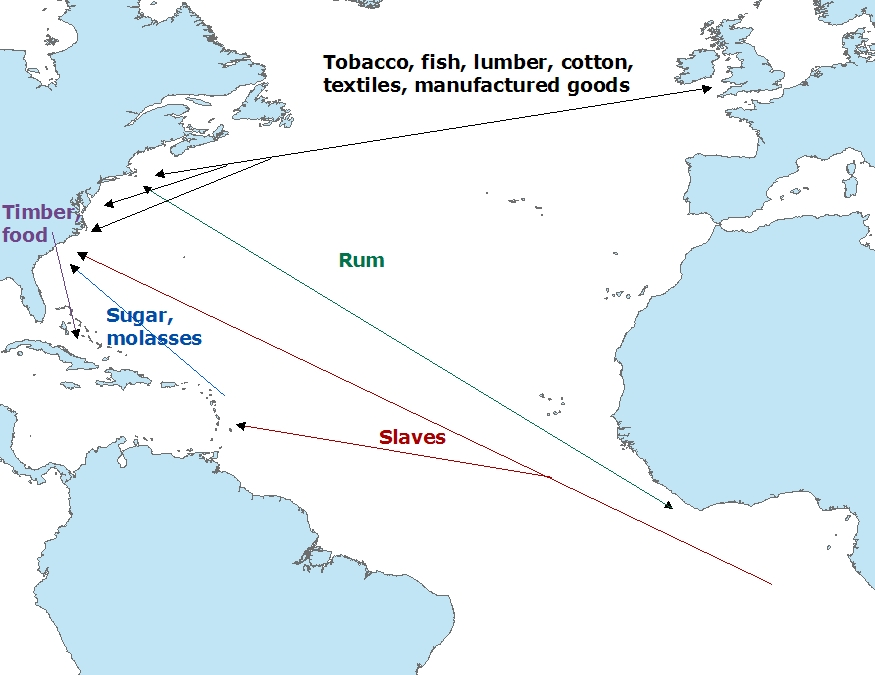 Tobacco, fish, lumber, cotton,
textiles, manufactured goods
Timber,
food
Rum
Sugar,
molasses
Slaves